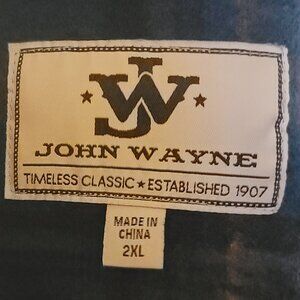 JW
JOHN WAYNE
TIMELESS CLASSIC ★ ESTABLISHED 1907
MADE IN
CHINA
2XL